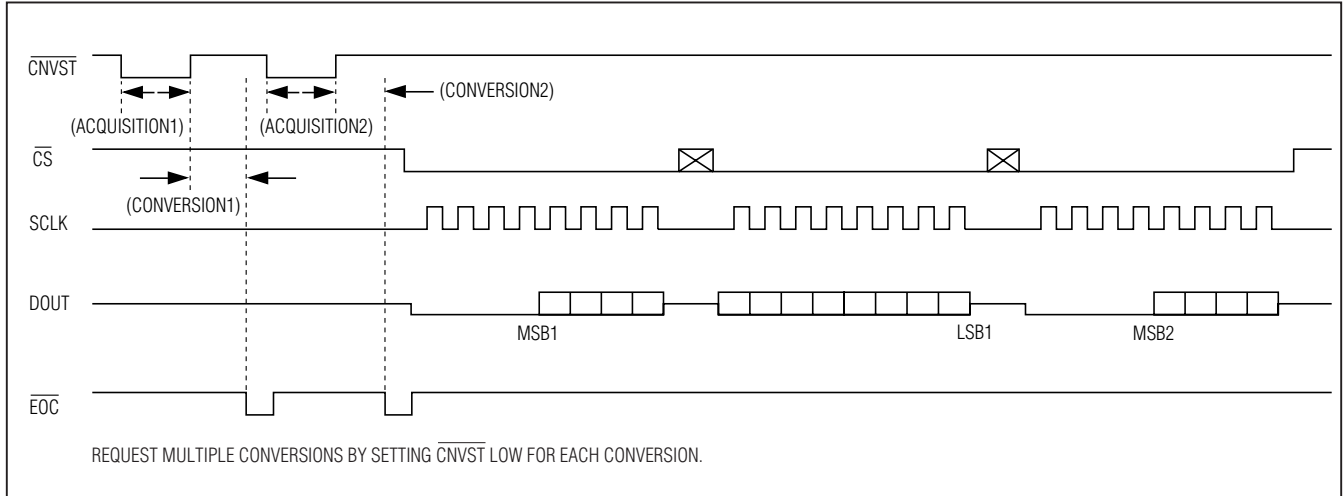 CNVST
(CONVERSION2)
(ACQUISITION1)
(ACQUISITION2)
CS
(CONVERSION1)
SCLK
DOUT
MSB1
LSB1
MSB2
EOC
REQUEST MULTIPLE CONVERSIONS BY SETTING CNVST LOW FOR EACH CONVERSION.